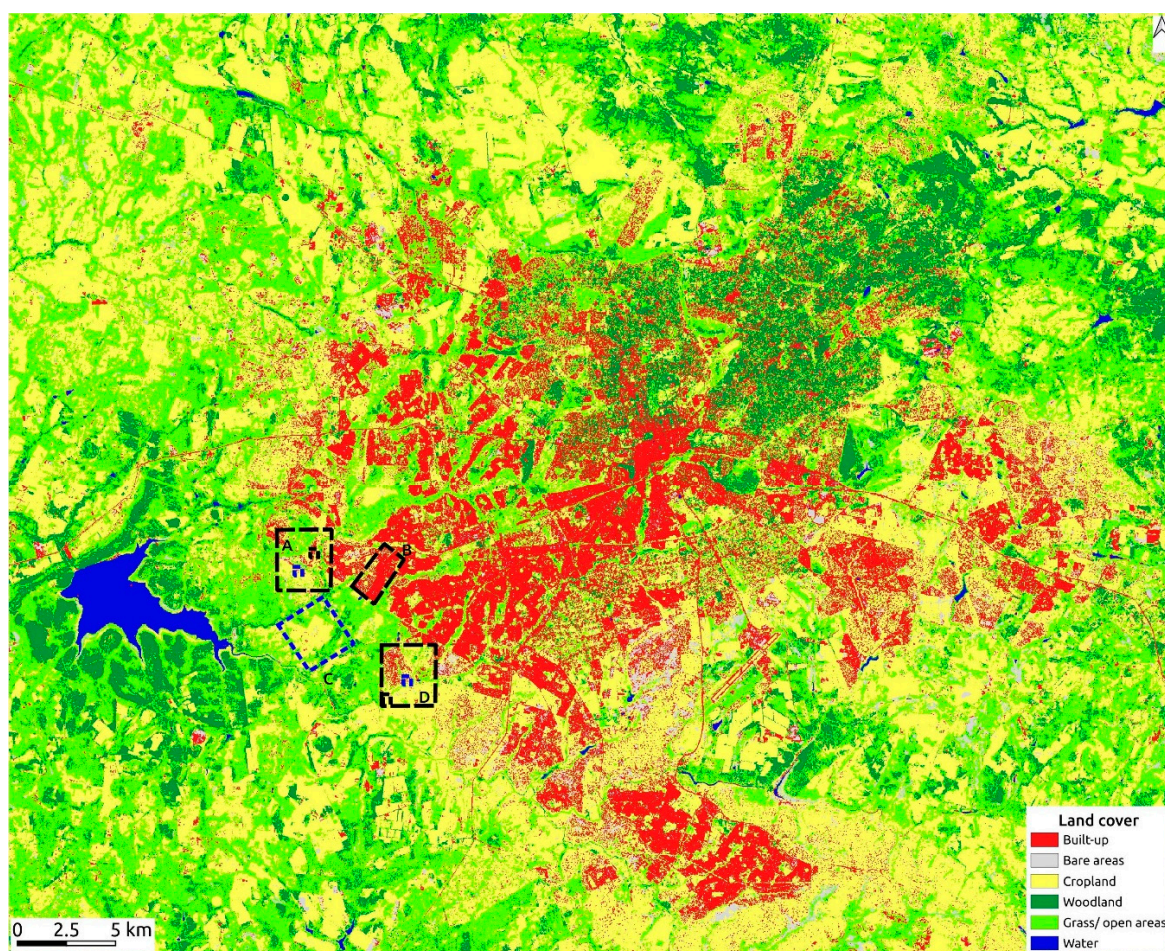 A
B
C
D
Land cover
Built-up
Bare areas
Cropland
Woodland
Grass/ open areas
Water
0 2.5 5 km